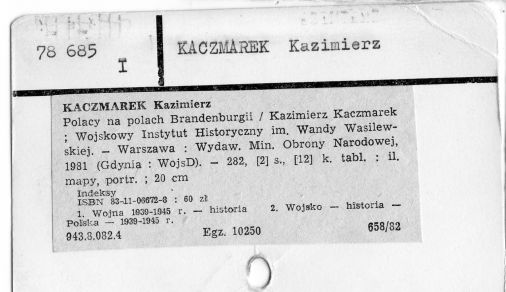 78 685
I
KACZMAREK Kazimierz
KACZMAREK Kazimierz
Polacy na polach Brandenburgii / Kazimierz Kaczmarek
; Wojskowy Instytut Historyczny im. Wandy Wasilew-
skiej. — Warszawa : Wydaw. Min. Obrony Narodowej,
1981 (Gdynia : WojsD). — 282, [2] s., [12] k. tabl. : il.
mapy, portr. ; 20 cm
Indeksy
ISBN 83-11-06672-8 : 60 zł
1. Wojna 1939-1945 r. — historia 2. Wojsko — historia —
Polska — 1939-1945 r.
943.8.082.4 Egz. 10250 658/82